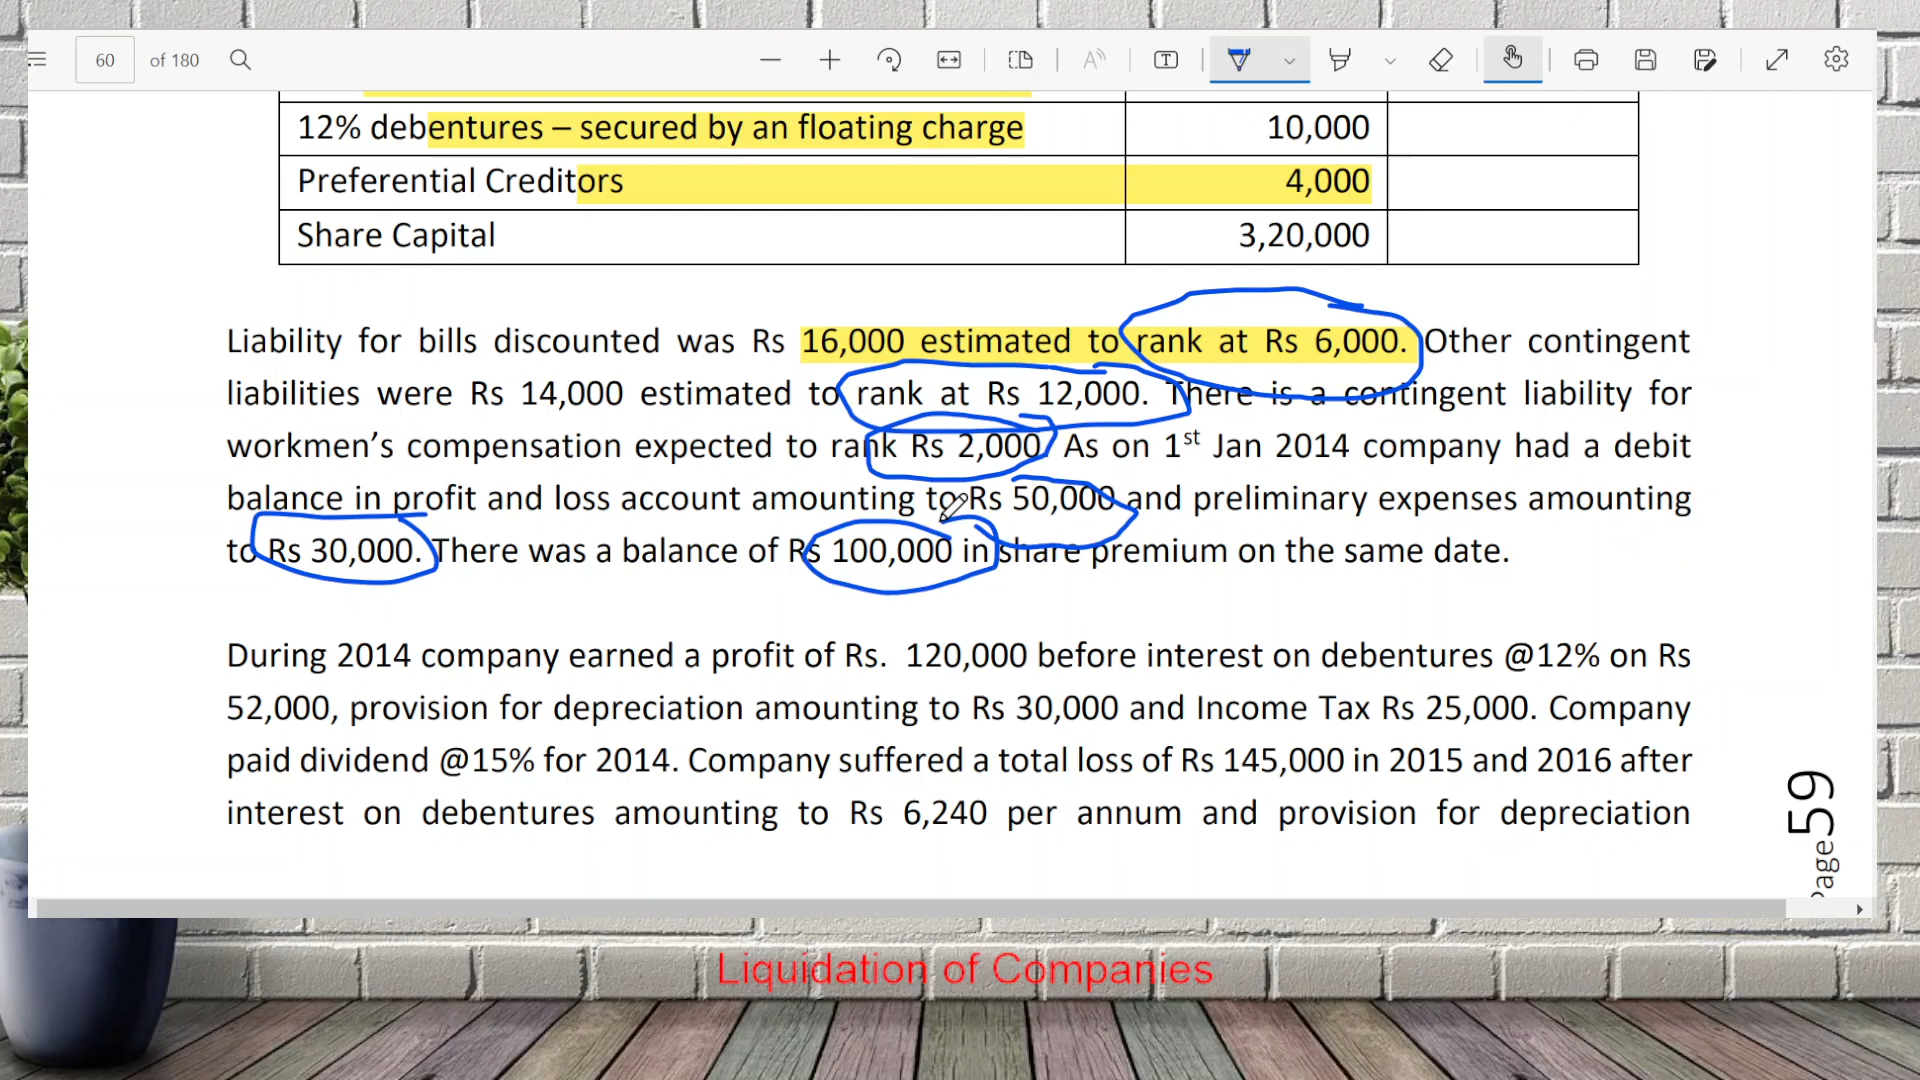 60 of 180
12% debentures – secured by an floating charge 10,000
Preferential Creditors 4,000
Share Capital 3,20,000
Liability for bills discounted was Rs 16,000 estimated to rank at Rs 6,000. Other contingent
liabilities were Rs 14,000 estimated to rank at Rs 12,000. There is a contingent liability for
workmen’s compensation expected to rank Rs 2,000. As on 1st Jan 2014 company had a debit
balance in profit and loss account amounting to Rs 50,000 and preliminary expenses amounting
to Rs 30,000. There was a balance of Rs 100,000 in share premium on the same date.
During 2014 company earned a profit of Rs. 120,000 before interest on debentures @12% on Rs
52,000, provision for depreciation amounting to Rs 30,000 and Income Tax Rs 25,000. Company
paid dividend @15% for 2014. Company suffered a total loss of Rs 145,000 in 2015 and 2016 after
interest on debentures amounting to Rs 6,240 per annum and provision for depreciation
Page 59
Liquidation of Companies